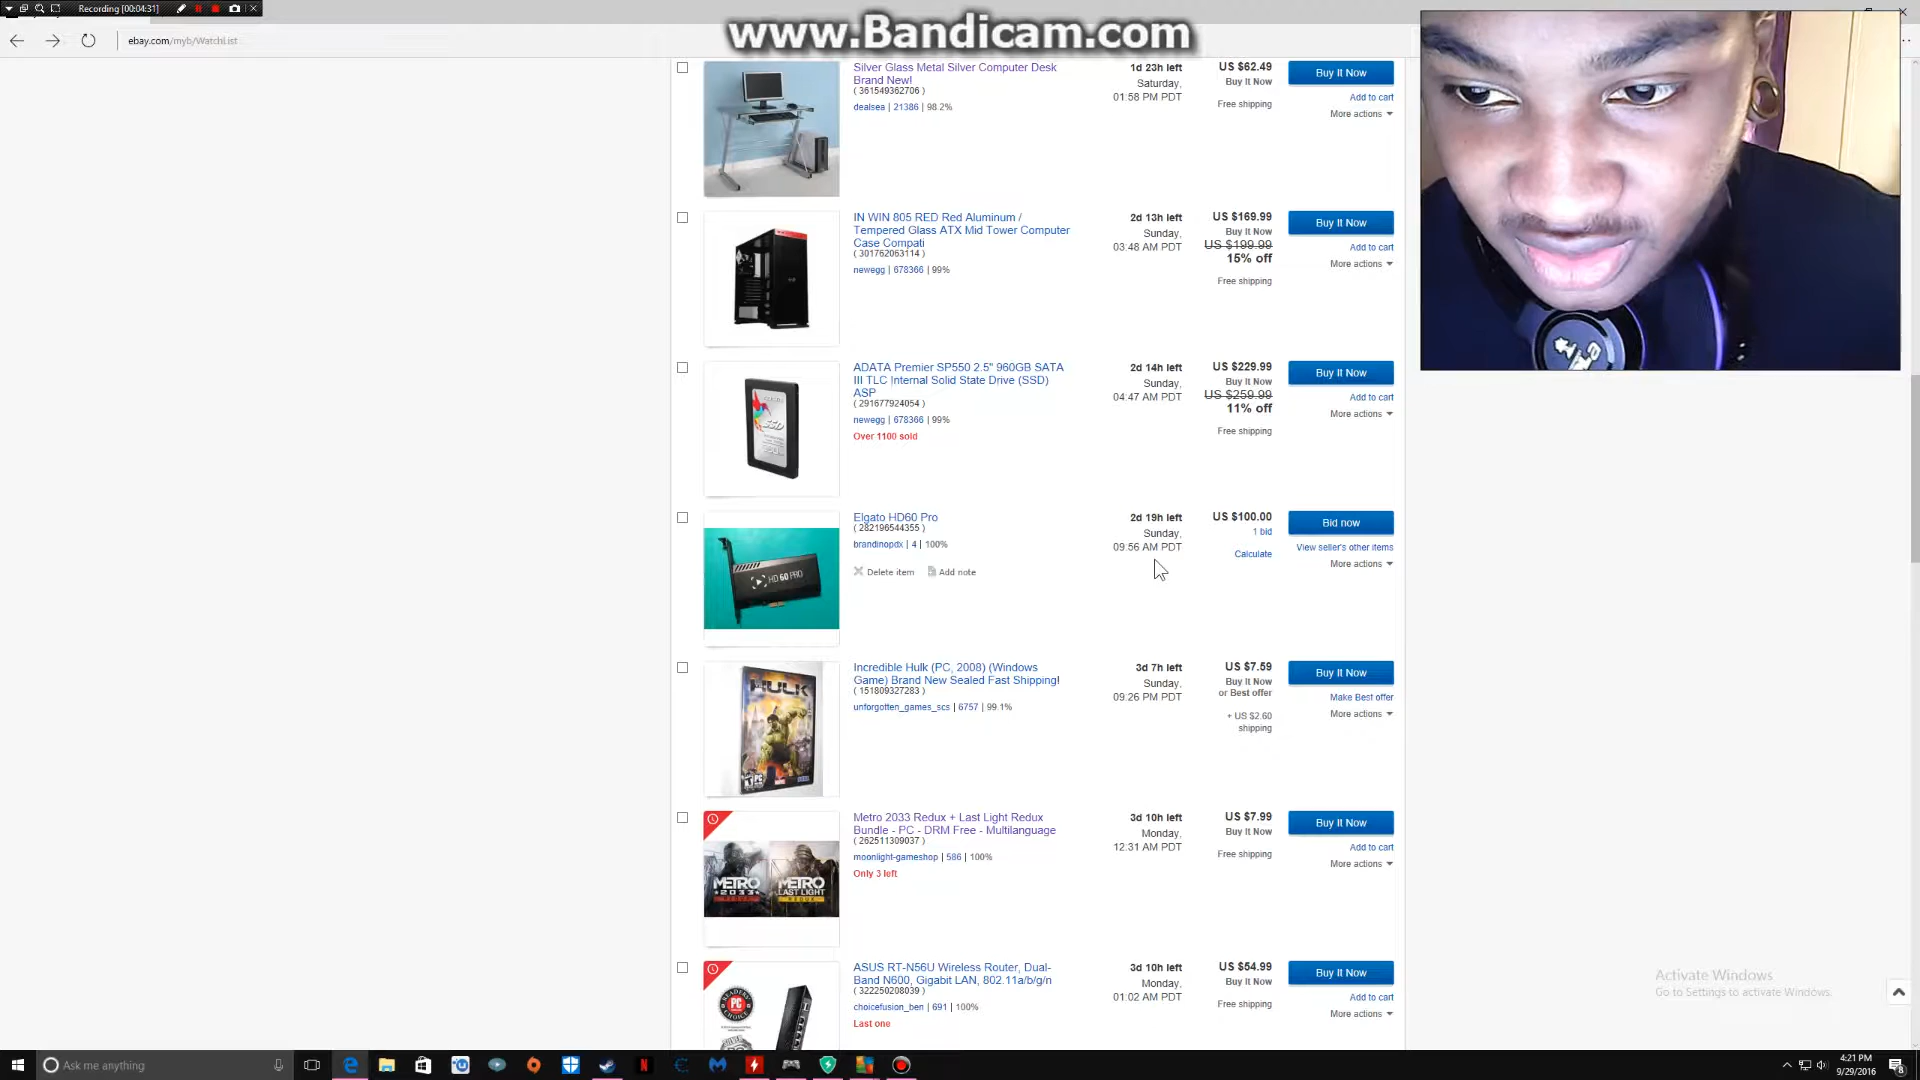 Recording [00:04:31]
www.Bandicam.com
ebay.com/myb/WatchList
Silver Glass Metal Silver Computer Desk
Brand New!
( 361549362706 )
dealsea | 21386 | 98.2%
1d 23h left
Saturday,
01:58 PM PDT
US $62.49
Buy It Now
Free shipping
Buy It Now
Add to cart
More actions
IN WIN 805 RED Red Aluminum /
Tempered Glass ATX Mid Tower Computer
Case Compati
( 301762063114 )
newegg | 678366 | 99%
2d 13h left
Sunday,
03:48 AM PDT
US $169.99
Buy It Now
US $199.99
15% off
Free shipping
Buy It Now
Add to cart
More actions
ADATA Premier SP550 2.5" 960GB SATA
III TLC Internal Solid State Drive (SSD)
ASP
( 291677924054 )
newegg | 678366 | 99%
Over 1100 sold
SSD
2d 14h left
Sunday,
04:47 AM PDT
US $229.99
Buy It Now
US $259.99
11% off
Free shipping
Buy It Now
Add to cart
More actions
Elgato HD60 Pro
( 282196544355 )
brandinopdx | 4 | 100%
Delete item
Add note
HD 60 PRO
2d 19h left
Sunday,
09:56 AM PDT
US $100.00
1 bid
Calculate
Bid now
View seller's other items
More actions
Incredible Hulk (PC, 2008) (Windows
Game) Brand New Sealed Fast Shipping!
( 151809327283 )
unforgotten_games_scs | 6757 | 99.1%
HULK
3d 7h left
Sunday,
09:26 PM PDT
US $7.59
Buy It Now
or Best offer
+ US $2.60
shipping
Buy It Now
Make Best offer
More actions
Metro 2033 Redux + Last Light Redux
Bundle - PC - DRM Free - Multilanguage
( 262511309037 )
moonlight-gameshop | 586 | 100%
Only 3 left
METRO
2033
REDUX
METRO
LAST LIGHT
REDUX
3d 10h left
Monday,
12:31 AM PDT
US $7.99
Buy It Now
Free shipping
Buy It Now
Add to cart
More actions
ASUS RT-N56U Wireless Router, Dual-
Band N600, Gigabit LAN, 802.11a/b/g/n
( 322250208039 )
choicefusion_ben | 691 | 100%
Last one
PC
3d 10h left
Monday,
01:02 AM PDT
US $54.99
Buy It Now
Free shipping
Buy It Now
Add to cart
More actions
Activate Windows
Go to Settings to activate Windows.
Ask me anything
4:21 PM
9/29/2016